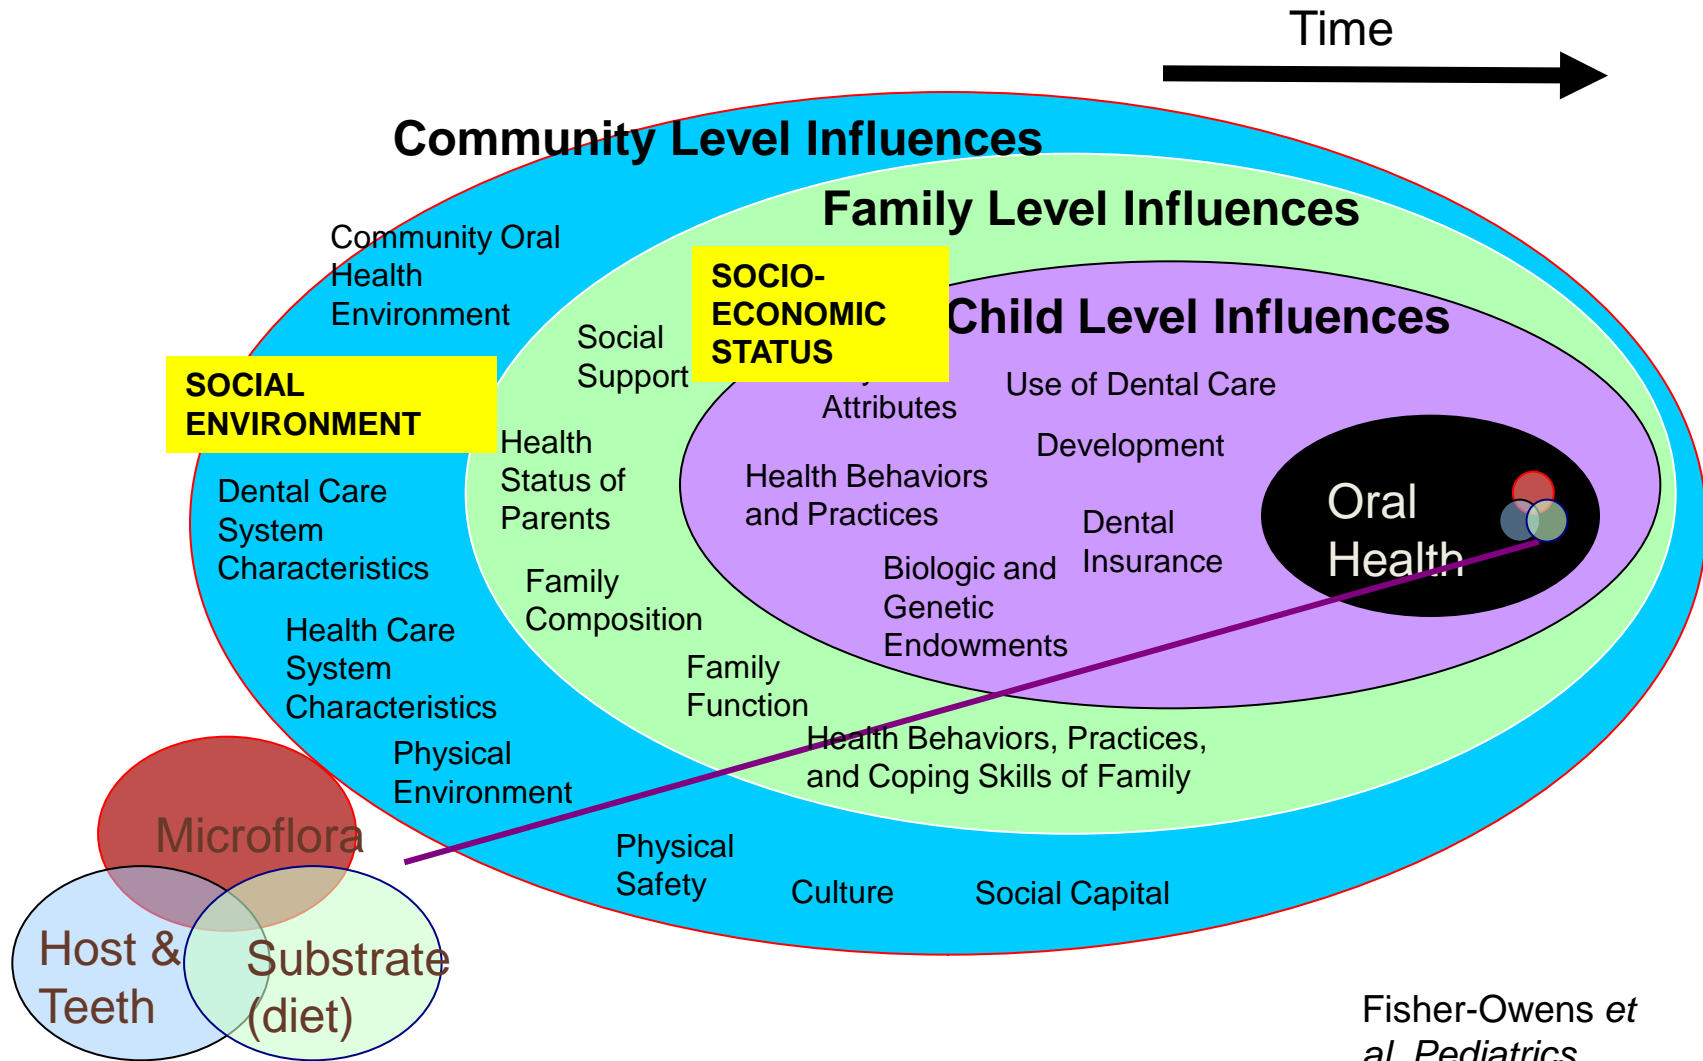 Time
Community Level Influences
Family Level Influences
Community Oral
Health
Environment
SOCIO-
ECONOMIC
STATUS
Child Level Influences
Social
Support
SOCIAL
ENVIRONMENT
Attributes
Use of Dental Care
Development
Health
Status of
Parents
Health Behaviors
and Practices
Dental Care
System
Characteristics
Dental
Insurance
Oral
Health
Biologic and
Genetic
Endowments
Family
Composition
Health Care
System
Characteristics
Family
Function
Health Behaviors, Practices,
and Coping Skills of Family
Physical
Environment
Physical
Safety
Culture
Social Capital
Microflora
Host &
Teeth
Substrate
(diet)
Fisher-Owens et
al, Pediatrics